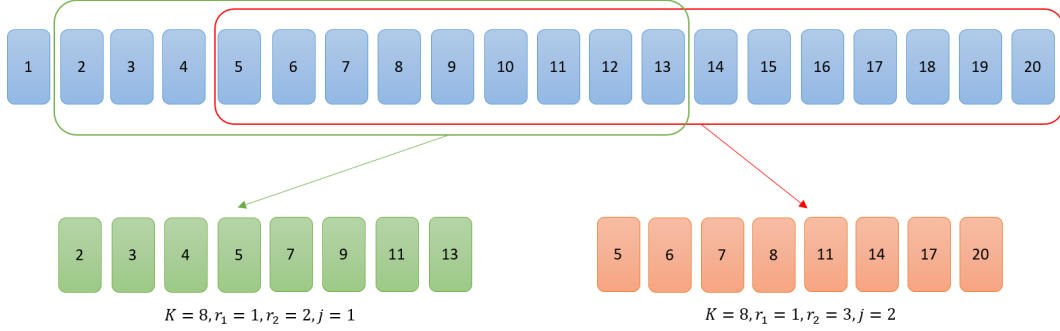 1 2 3 4 5 6 7 8 9 10 11 12 13 14 15 16 17 18 19 20
2 3 4 5 7 9 11 13
5 6 7 8 11 14 17 20
K = 8, r₁ = 1, r₂ = 2, j = 1
K = 8, r₁ = 1, r₂ = 3, j = 2